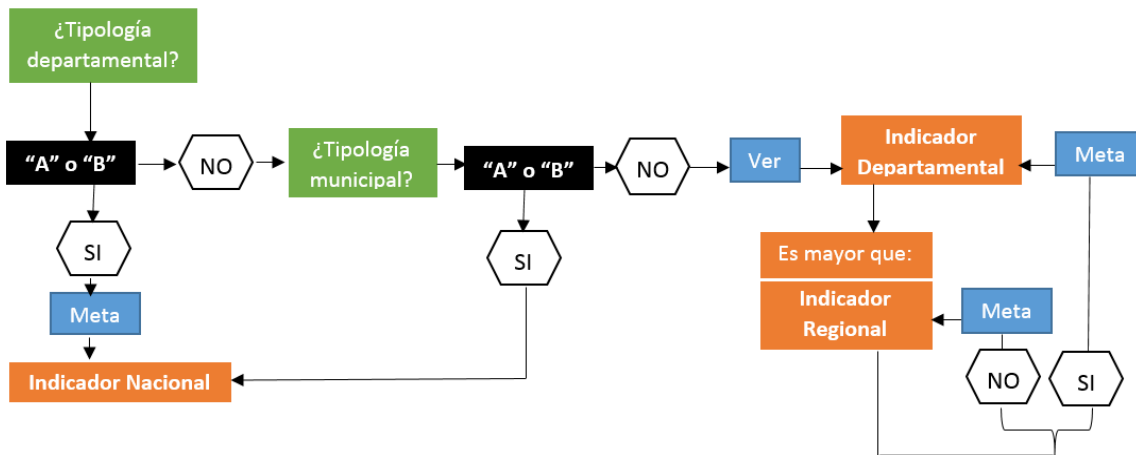 ¿Tipología
departamental?
“A” o “B”
NO
¿Tipología
municipal?
“A” o “B”
NO
Ver
Indicador
Departamental
Meta
SI
SI
Es mayor que:
Meta
Indicador
Regional
Meta
Indicador Nacional
NO
SI